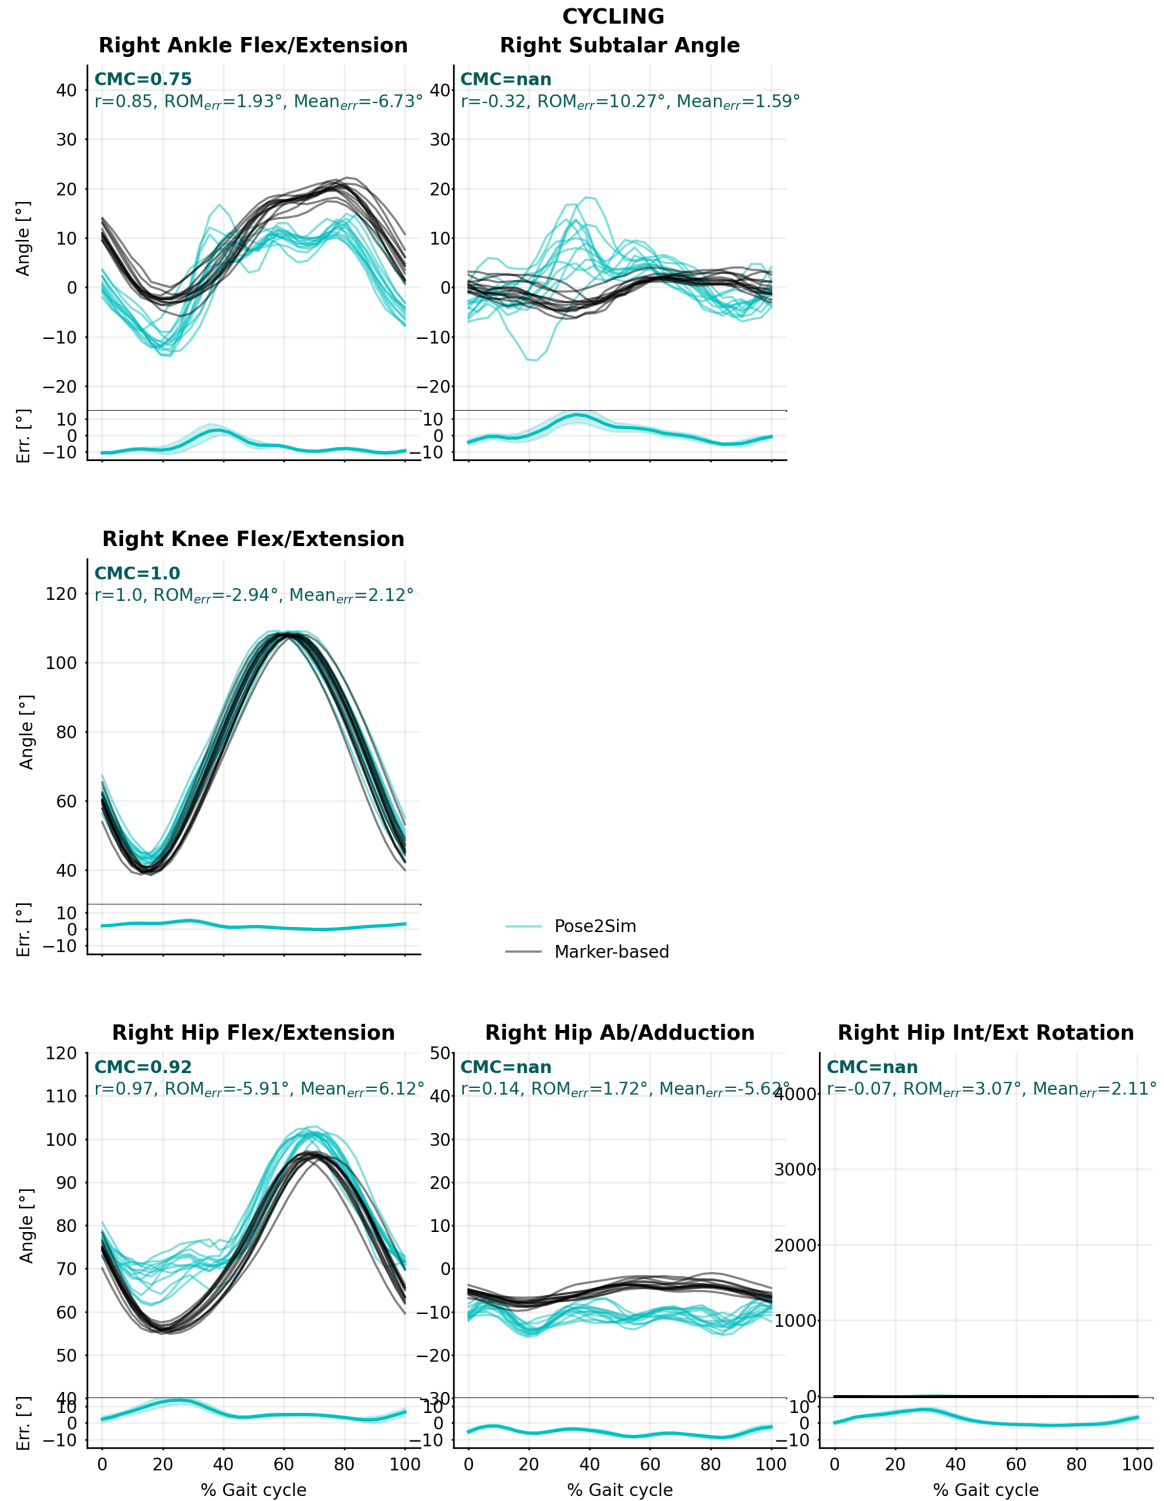 CYCLING
Right Ankle Flex/Extension
CMC=0.75
r=0.85, ROMerr=1.93°, Meanerr=-6.73°
40
30
20
10
0
−10
−20
Angle [°]
10
0
−10
Err. [°]
Right Subtalar Angle
CMC=nan
r=-0.32, ROMerr=10.27°, Meanerr=1.59°
40
30
20
10
0
−10
−20
10
0
−10
Right Knee Flex/Extension
CMC=1.0
r=1.0, ROMerr=-2.94°, Meanerr=2.12°
120
100
80
60
40
Angle [°]
10
0
−10
Err. [°]
Pose2Sim
Marker-based
Right Hip Flex/Extension
CMC=0.92
r=0.97, ROMerr=-5.91°, Meanerr=6.12°
120
110
100
90
80
70
60
50
40
Angle [°]
10
0
−10
Err. [°]
0 20 40 60 80 100
% Gait cycle
Right Hip Ab/Adduction
CMC=nan
r=0.14, ROMerr=1.72°, Meanerr=-5.62°
50
40
30
20
10
0
−10
−20
−30
10
0
−10
0 20 40 60 80 100
% Gait cycle
Right Hip Int/Ext Rotation
CMC=nan
r=-0.07, ROMerr=3.07°, Meanerr=2.11°
4000
3000
2000
1000
0
10
0
−10
0 20 40 60 80 100
% Gait cycle